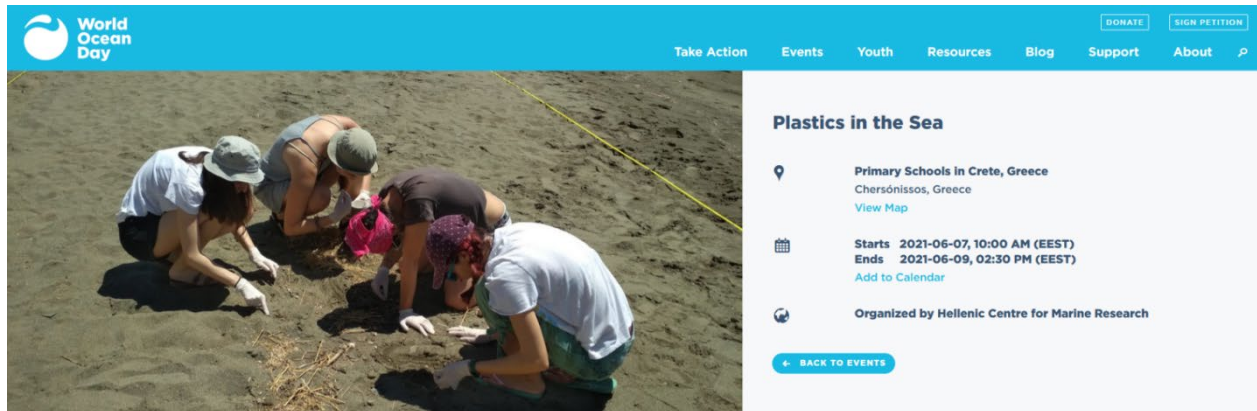 World
Ocean
Day
DONATE
SIGN PETITION
Take Action Events Youth Resources Blog Support About
Plastics in the Sea
Primary Schools in Crete, Greece
Chersónissos, Greece
View Map
Starts 2021-06-07, 10:00 AM (EEST)
Ends 2021-06-09, 02:30 PM (EEST)
Add to Calendar
Organized by Hellenic Centre for Marine Research
BACK TO EVENTS